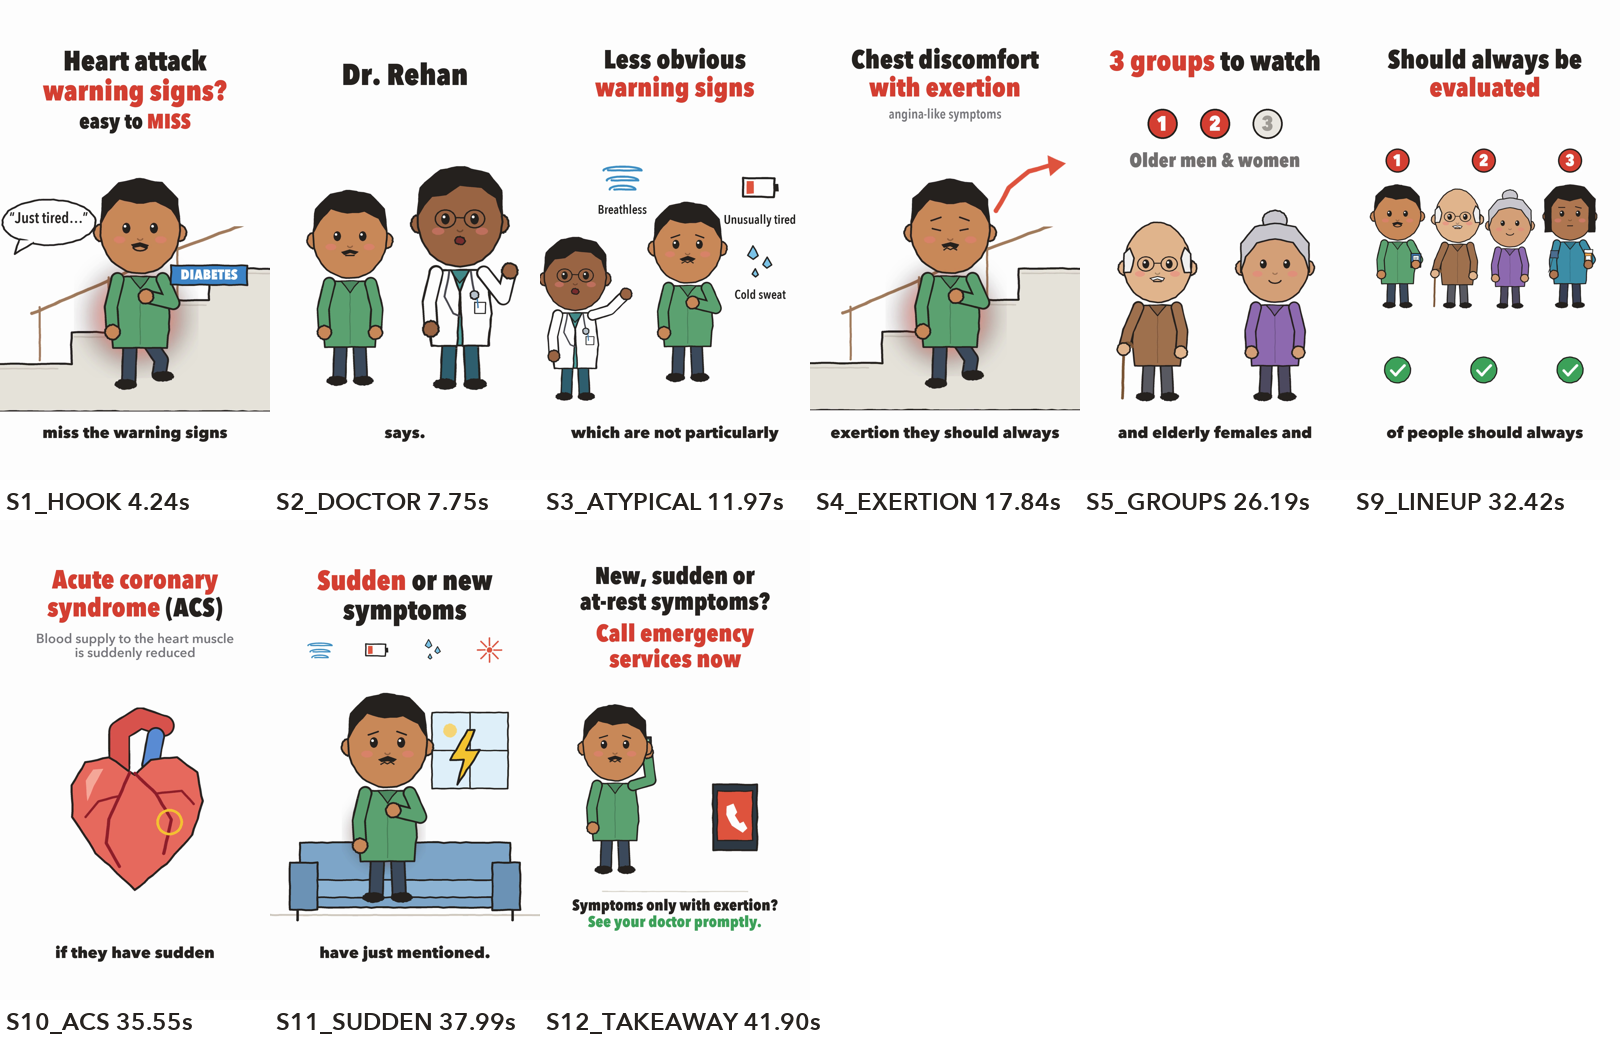 Heart attack
warning signs?
easy to MISS
"Just tired..."
DIABETES
miss the warning signs
S1_HOOK 4.24s
Dr. Rehan
says.
S2_DOCTOR 7.75s
Less obvious
warning signs
Breathless
Unusually tired
Cold sweat
which are not particularly
S3_ATYPICAL 11.97s
Chest discomfort
with exertion
angina-like symptoms
exertion they should always
S4_EXERTION 17.84s
3 groups to watch
1 2 3
Older men & women
and elderly females and
S5_GROUPS 26.19s
Should always be
evaluated
1 2 3
of people should always
S9_LINEUP 32.42s
Acute coronary
syndrome (ACS)
Blood supply to the heart muscle
is suddenly reduced
if they have sudden
S10_ACS 35.55s
Sudden or new
symptoms
have just mentioned.
S11_SUDDEN 37.99s
New, sudden or
at-rest symptoms?
Call emergency
services now
Symptoms only with exertion?
See your doctor promptly.
S12_TAKEAWAY 41.90s